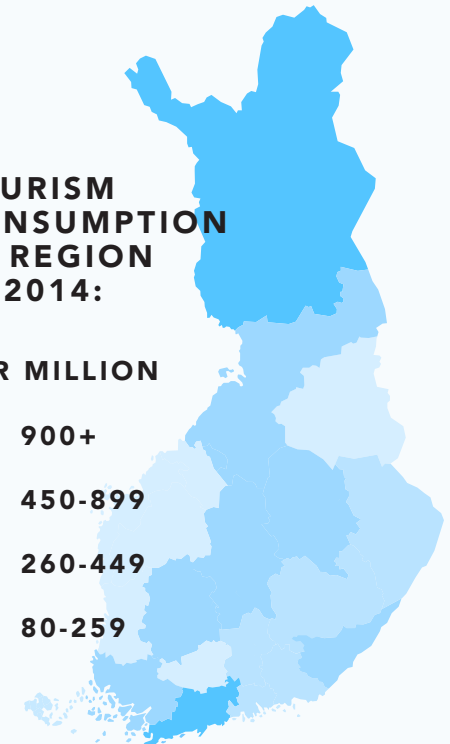 URISM
NSUMPTION
REGION
2014:
R MILLION
900+
450-899
260-449
80-259